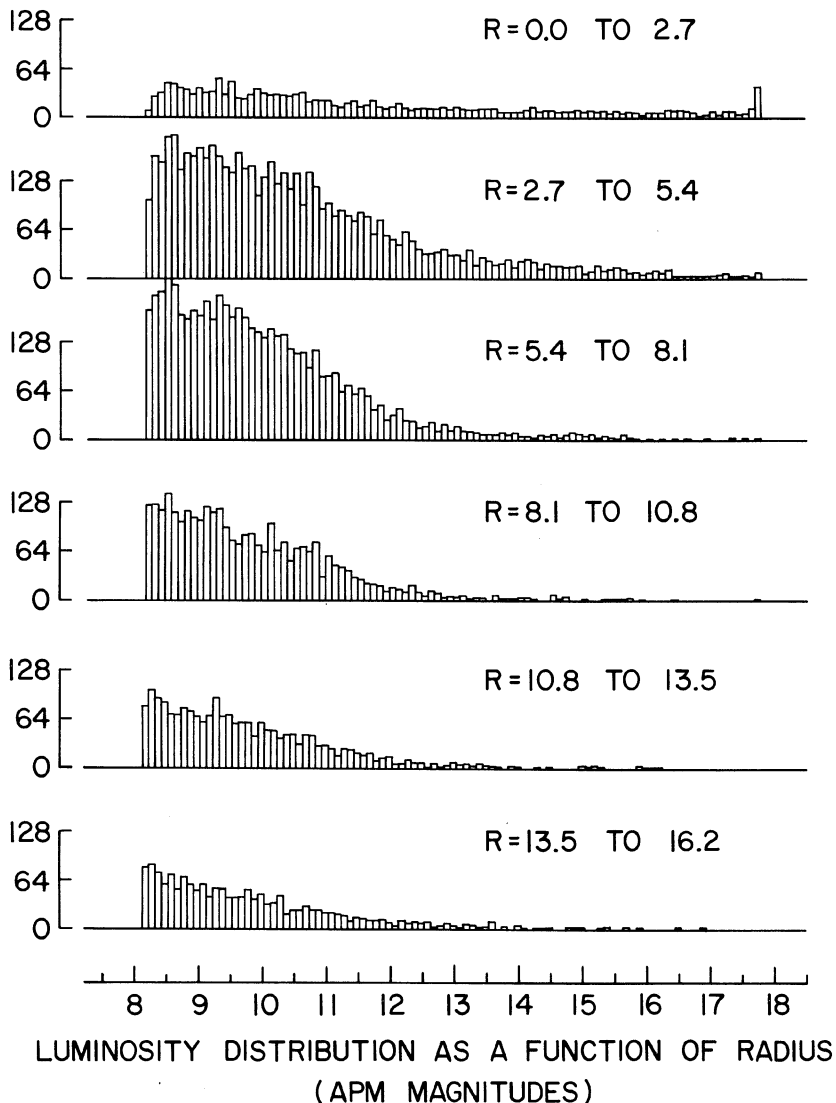 128
64
0
R=0.0 TO 2.7
128
64
0
R=2.7 TO 5.4
128
64
0
R=5.4 TO 8.1
128
64
0
R=8.1 TO 10.8
128
64
0
R=10.8 TO 13.5
128
64
0
R=13.5 TO 16.2
8 9 10 11 12 13 14 15 16 17 18
LUMINOSITY DISTRIBUTION AS A FUNCTION OF RADIUS
(APM MAGNITUDES)